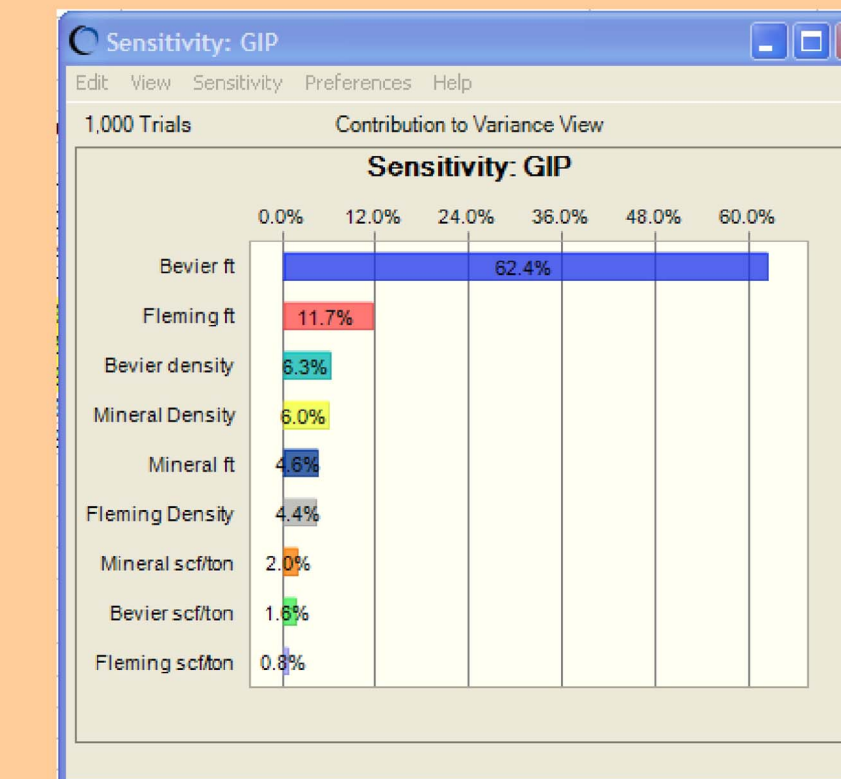 Sensitivity: GIP
Edit View Sensitivity Preferences Help
1,000 Trials Contribution to Variance View
Sensitivity: GIP
0.0% 12.0% 24.0% 36.0% 48.0% 60.0%
Bevier ft 62.4%
Fleming ft 11.7%
Bevier density 6.3%
Mineral Density 6.0%
Mineral ft 4.6%
Fleming Density 4.4%
Mineral scf/ton 2.0%
Bevier scf/ton 1.6%
Fleming scf/ton 0.8%